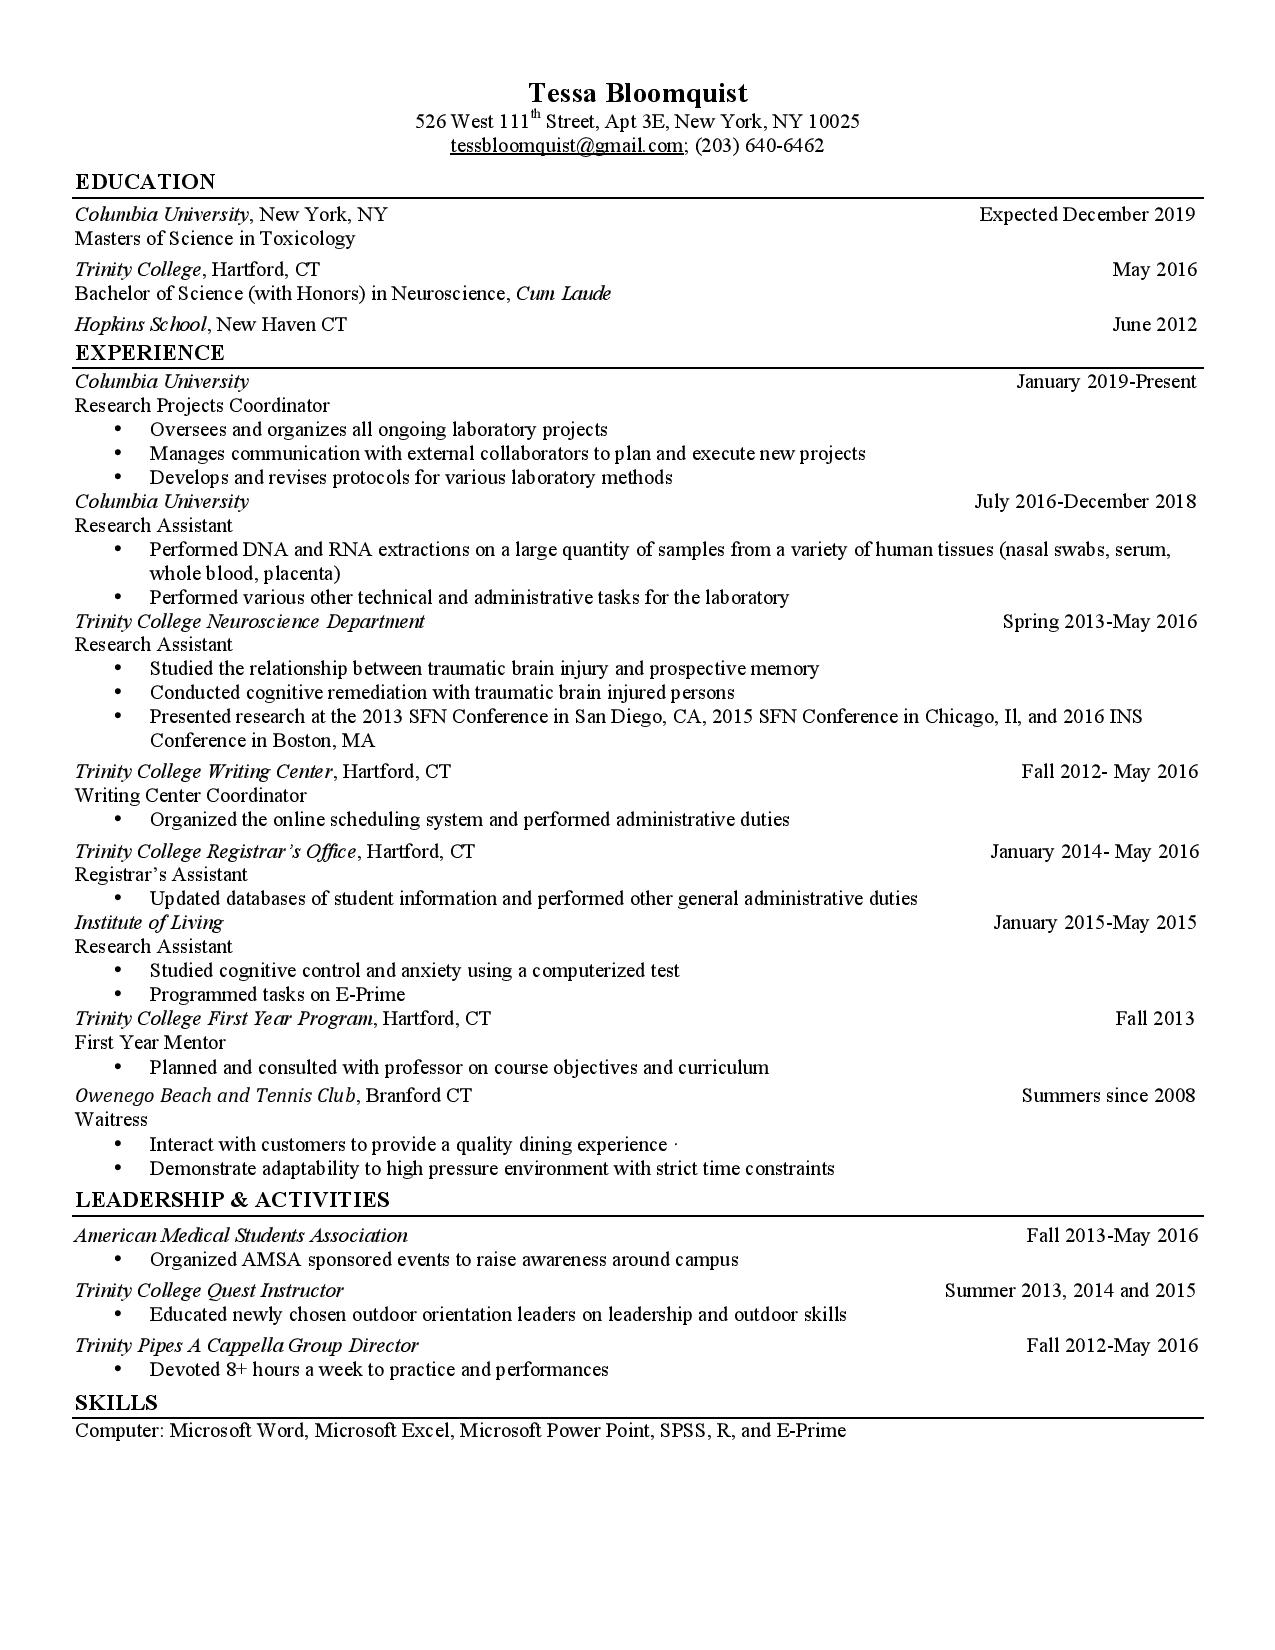 Tessa Bloomquist
526 West 111th Street, Apt 3E, New York, NY 10025
tessbloomquist@gmail.com; (203) 640-6462
EDUCATION
Columbia University, New York, NY Expected December 2019
Masters of Science in Toxicology
Trinity College, Hartford, CT May 2016
Bachelor of Science (with Honors) in Neuroscience, Cum Laude
Hopkins School, New Haven CT June 2012
EXPERIENCE
Columbia University January 2019-Present
Research Projects Coordinator
• Oversees and organizes all ongoing laboratory projects
• Manages communication with external collaborators to plan and execute new projects
• Develops and revises protocols for various laboratory methods
Columbia University July 2016-December 2018
Research Assistant
• Performed DNA and RNA extractions on a large quantity of samples from a variety of human tissues (nasal swabs, serum,
whole blood, placenta)
• Performed various other technical and administrative tasks for the laboratory
Trinity College Neuroscience Department Spring 2013-May 2016
Research Assistant
• Studied the relationship between traumatic brain injury and prospective memory
• Conducted cognitive remediation with traumatic brain injured persons
• Presented research at the 2013 SFN Conference in San Diego, CA, 2015 SFN Conference in Chicago, Il, and 2016 INS
Conference in Boston, MA
Trinity College Writing Center, Hartford, CT Fall 2012- May 2016
Writing Center Coordinator
• Organized the online scheduling system and performed administrative duties
Trinity College Registrar’s Office, Hartford, CT January 2014- May 2016
Registrar’s Assistant
• Updated databases of student information and performed other general administrative duties
Institute of Living January 2015-May 2015
Research Assistant
• Studied cognitive control and anxiety using a computerized test
• Programmed tasks on E-Prime
Trinity College First Year Program, Hartford, CT Fall 2013
First Year Mentor
• Planned and consulted with professor on course objectives and curriculum
Owenego Beach and Tennis Club, Branford CT Summers since 2008
Waitress
• Interact with customers to provide a quality dining experience ·
• Demonstrate adaptability to high pressure environment with strict time constraints
LEADERSHIP & ACTIVITIES
American Medical Students Association Fall 2013-May 2016
• Organized AMSA sponsored events to raise awareness around campus
Trinity College Quest Instructor Summer 2013, 2014 and 2015
• Educated newly chosen outdoor orientation leaders on leadership and outdoor skills
Trinity Pipes A Cappella Group Director Fall 2012-May 2016
• Devoted 8+ hours a week to practice and performances
SKILLS
Computer: Microsoft Word, Microsoft Excel, Microsoft Power Point, SPSS, R, and E-Prime